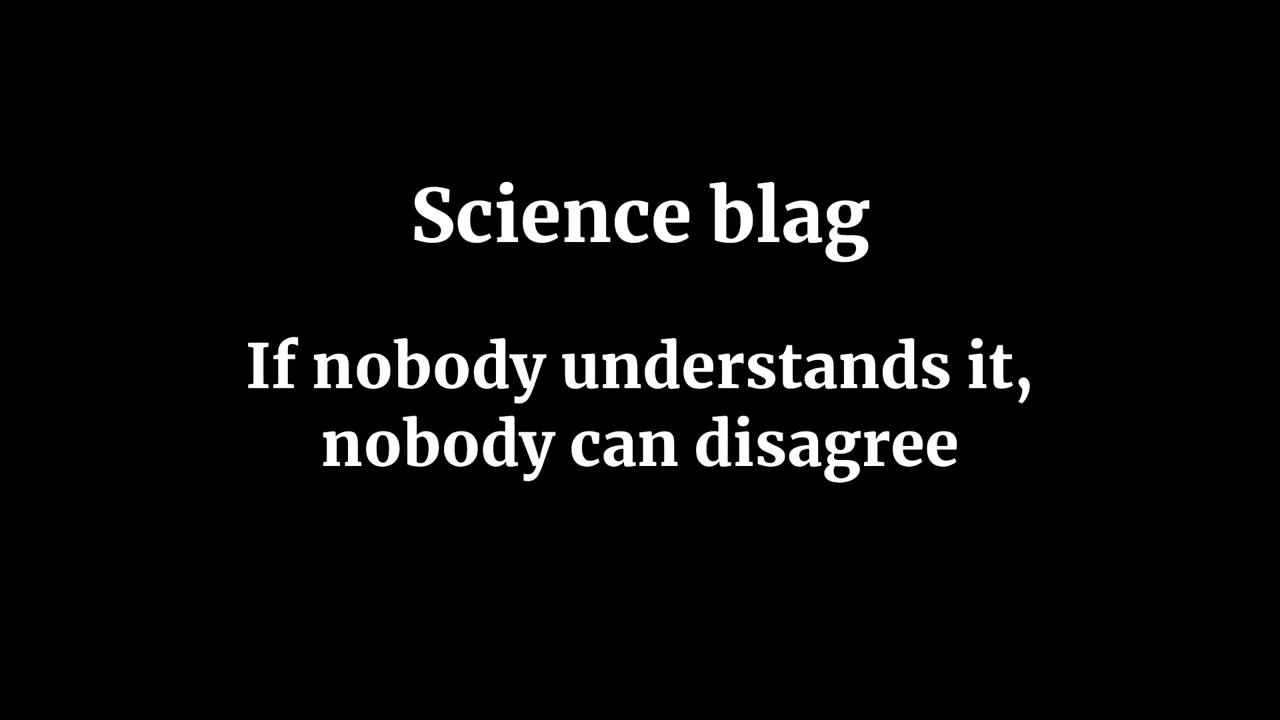 Science blag
If nobody understands it,
nobody can disagree